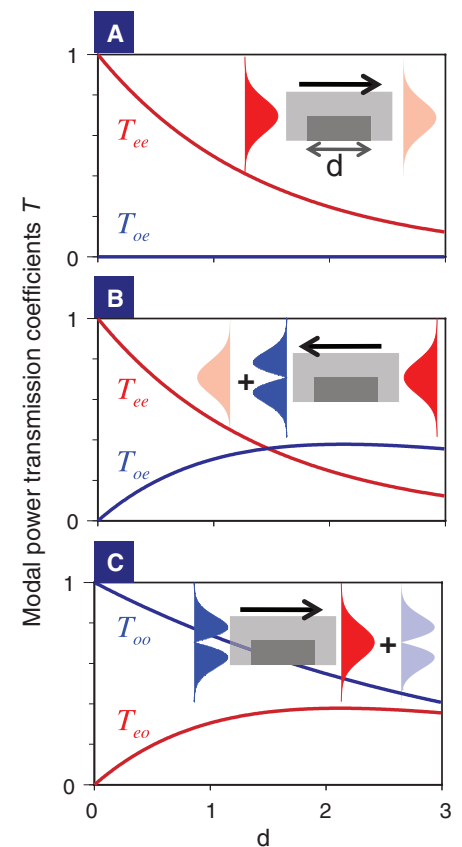 Modal power transmission coefficients T
A
1
T_ee
T_oe
0
d
B
1
T_ee
T_oe
+
0
C
1
T_oo
+
T_eo
0
0 1 2 3
d